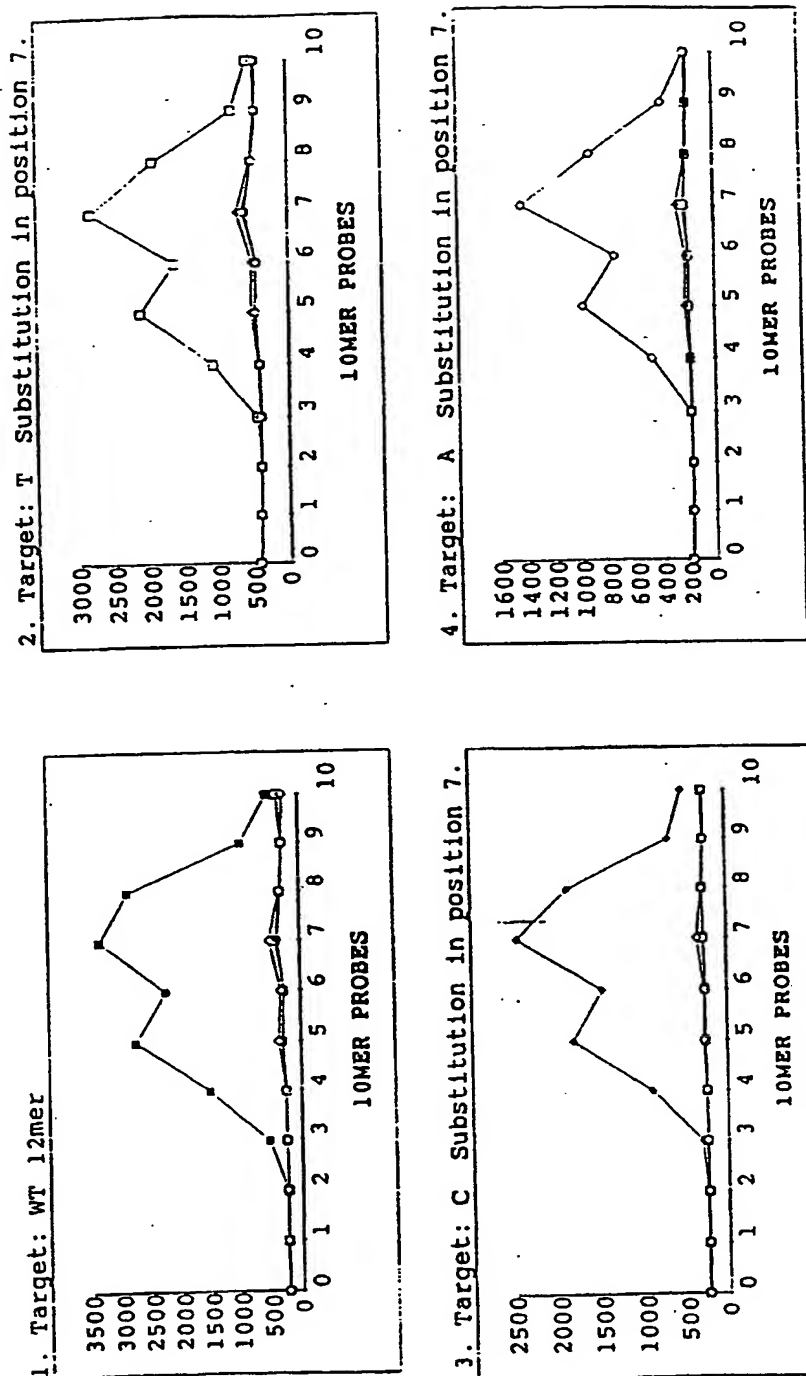 1. Target: WT 12mer
3500
3000
2500
2000
1500
1000
500
0
0 1 2 3 4 5 6 7 8 9 10
10MER PROBES
2. Target: T Substitution in position 7.
3000
2500
2000
1500
1000
500
0
0 1 2 3 4 5 6 7 8 9 10
10MER PROBES
3. Target: C Substitution in position 7.
2500
2000
1500
1000
500
0
0 1 2 3 4 5 6 7 8 9 10
10MER PROBES
4. Target: A Substitution in position 7.
1600
1400
1200
1000
800
600
400
200
0
0 1 2 3 4 5 6 7 8 9 10
10MER PROBES